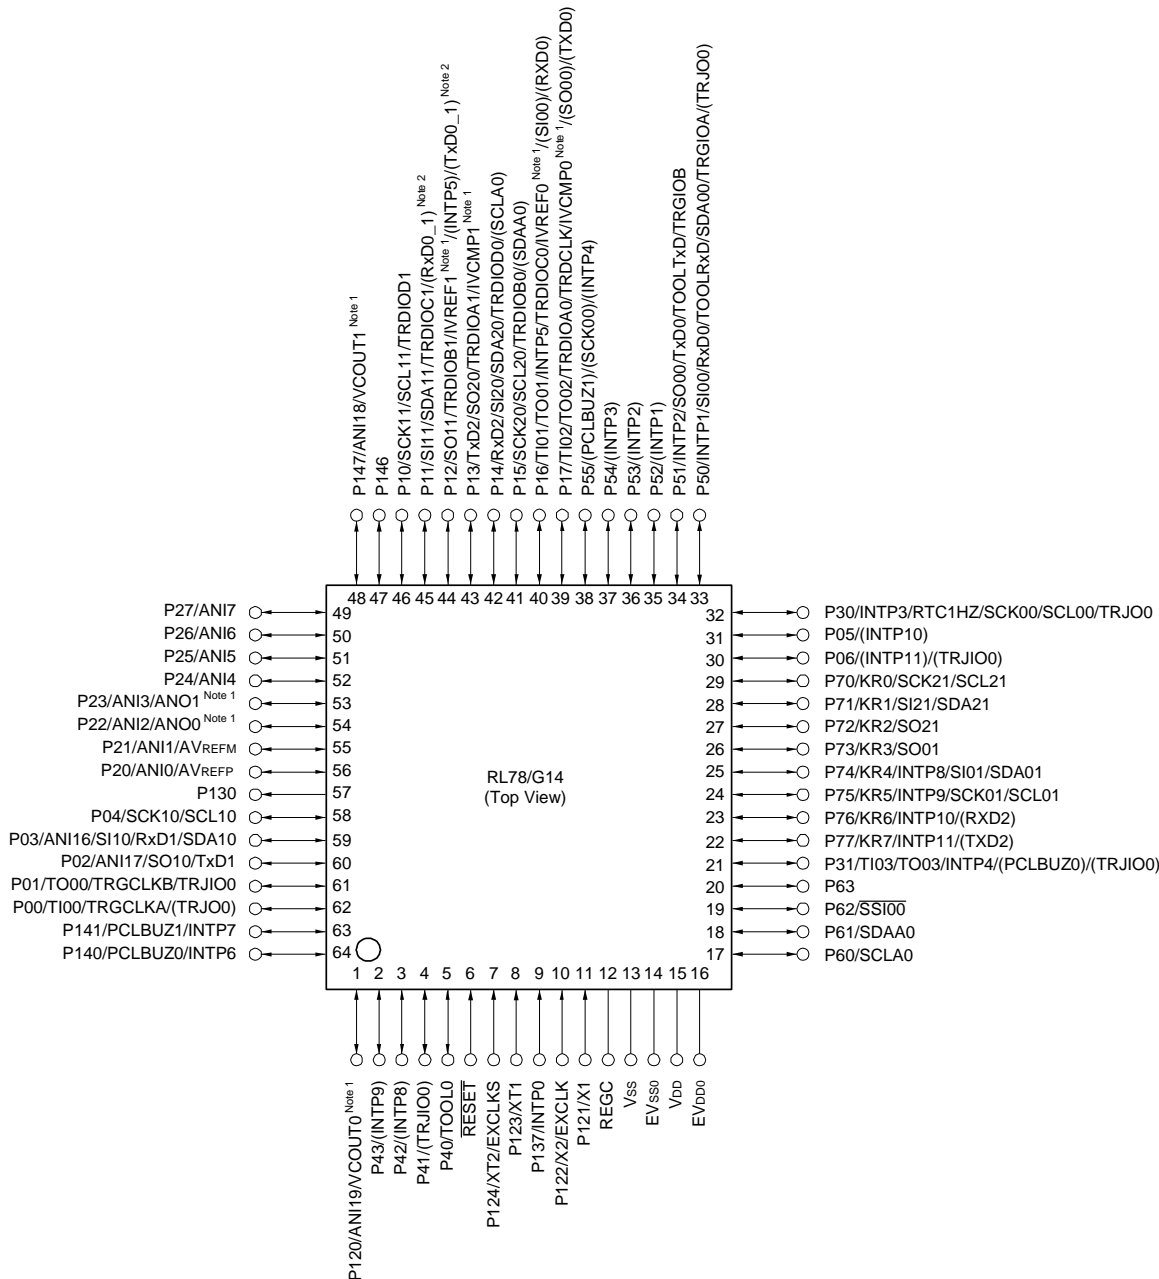 P147/ANI18/VCOUT1 Note 1
P146
P10/SCK11/SCL11/TRDIOD1
P11/SI11/SDA11/TRDIOC1/(RxD0_1) Note 2
P12/SO11/TRDIOB1/IVREF1 Note 1/(INTP5)/(TxD0_1) Note 2
P13/TxD2/SO20/TRDIOA1/IVCMP1 Note 1
P14/RxD2/SI20/SDA20/TRDIOD0/(SCLA0)
P15/SCK20/SCL20/TRDIOB0/(SDAA0)
P16/TI01/TO01/INTP5/TRDIOC0/IVREF0 Note 1/(SI00)/(RXD0)
P17/TI02/TO02/TRDIOA0/TRDCLK/IVCMP0 Note 1/(SO00)/(TXD0)
P55/(PCLBUZ1)/(SCK00)/(INTP4)
P54/(INTP3)
P53/(INTP2)
P52/(INTP1)
P51/INTP2/SO00/TxD0/TOOLTxD/TRGIOB
P50/INTP1/SI00/RxD0/TOOLRxD/SDA00/TRGIOA/(TRJO0)
48 47 46 45 44 43 42 41 40 39 38 37 36 35 34 33
P27/ANI7 49
P26/ANI6 50
P25/ANI5 51
P24/ANI4 52
P23/ANI3/ANO1 Note 1 53
P22/ANI2/ANO0 Note 1 54
P21/ANI1/AVREFM 55
P20/ANI0/AVREFP 56
P130 57
P04/SCK10/SCL10 58
P03/ANI16/SI10/RxD1/SDA10 59
P02/ANI17/SO10/TxD1 60
P01/TO00/TRGCLKB/TRJIO0 61
P00/TI00/TRGCLKA/(TRJO0) 62
P141/PCLBUZ1/INTP7 63
P140/PCLBUZ0/INTP6 64
RL78/G14
(Top View)
32 P30/INTP3/RTC1HZ/SCK00/SCL00/TRJO0
31 P05/(INTP10)
30 P06/(INTP11)/(TRJIO0)
29 P70/KR0/SCK21/SCL21
28 P71/KR1/SI21/SDA21
27 P72/KR2/SO21
26 P73/KR3/SO01
25 P74/KR4/INTP8/SI01/SDA01
24 P75/KR5/INTP9/SCK01/SCL01
23 P76/KR6/INTP10/(RXD2)
22 P77/KR7/INTP11/(TXD2)
21 P31/TI03/TO03/INTP4/(PCLBUZ0)/(TRJIO0)
20 P63
19 P62/SSI00
18 P61/SDAA0
17 P60/SCLA0
1 2 3 4 5 6 7 8 9 10 11 12 13 14 15 16
P120/ANI19/VCOUT0 Note 1
P43/(INTP9)
P42/(INTP8)
P41/(TRJIO0)
P40/TOOL0
RESET
P124/XT2/EXCLKS
P123/XT1
P137/INTP0
P122/X2/EXCLK
P121/X1
REGC
VSS
EVSS0
VDD
EVDD0